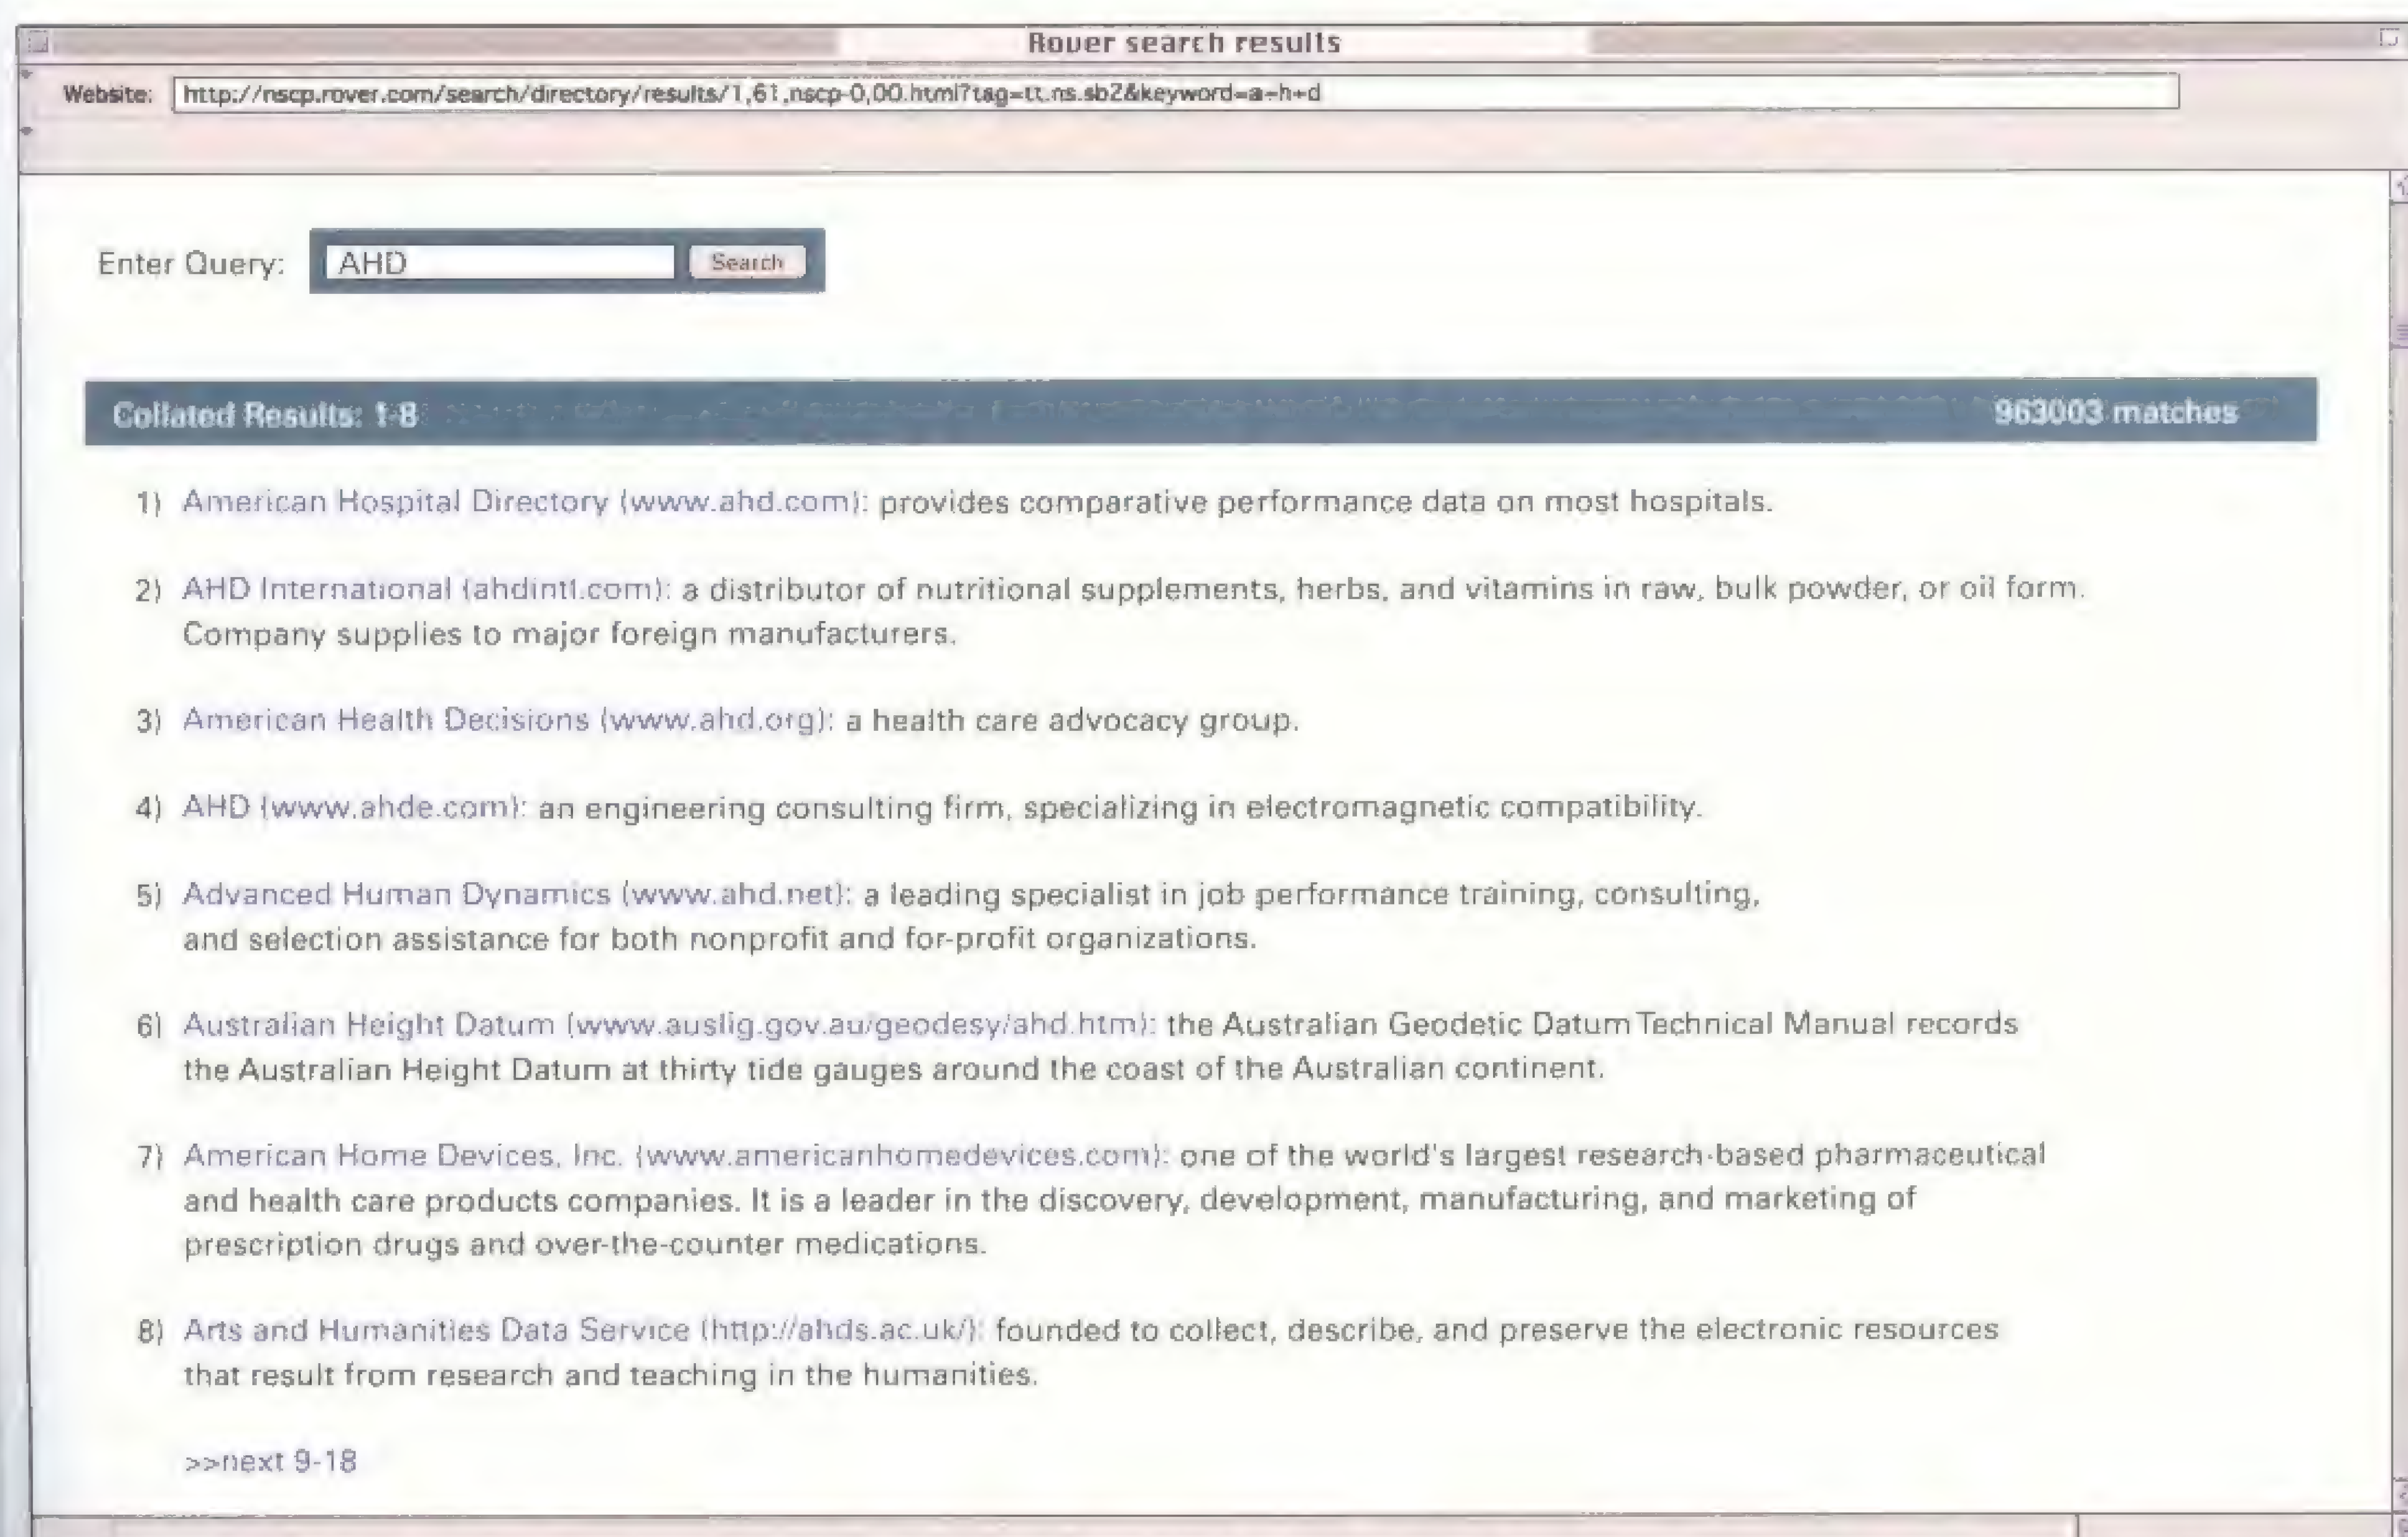 Rover search results
Website: http://nscp.rover.com/search/directory/results/1,61,nscp-0,00.html?tag=tt.ns.sb2&keyword=a-h+d
Enter Query: AHD Search
Collated Results: 1-8 963003 matches
1) American Hospital Directory (www.ahd.com): provides comparative performance data on most hospitals.
2) AHD International (ahdintl.com): a distributor of nutritional supplements, herbs, and vitamins in raw, bulk powder, or oil form.
Company supplies to major foreign manufacturers.
3) American Health Decisions (www.ahd.org): a health care advocacy group.
4) AHD (www.ahde.com): an engineering consulting firm, specializing in electromagnetic compatibility.
5) Advanced Human Dynamics (www.ahd.net): a leading specialist in job performance training, consulting,
and selection assistance for both nonprofit and for-profit organizations.
6) Australian Height Datum (www.auslig.gov.au/geodesy/ahd.htm): the Australian Geodetic Datum Technical Manual records
the Australian Height Datum at thirty tide gauges around the coast of the Australian continent.
7) American Home Devices, Inc. (www.americanhomedevices.com): one of the world's largest research-based pharmaceutical
and health care products companies. It is a leader in the discovery, development, manufacturing, and marketing of
prescription drugs and over-the-counter medications.
8) Arts and Humanities Data Service (http://ahds.ac.uk/): founded to collect, describe, and preserve the electronic resources
that result from research and teaching in the humanities.
>>next 9-18